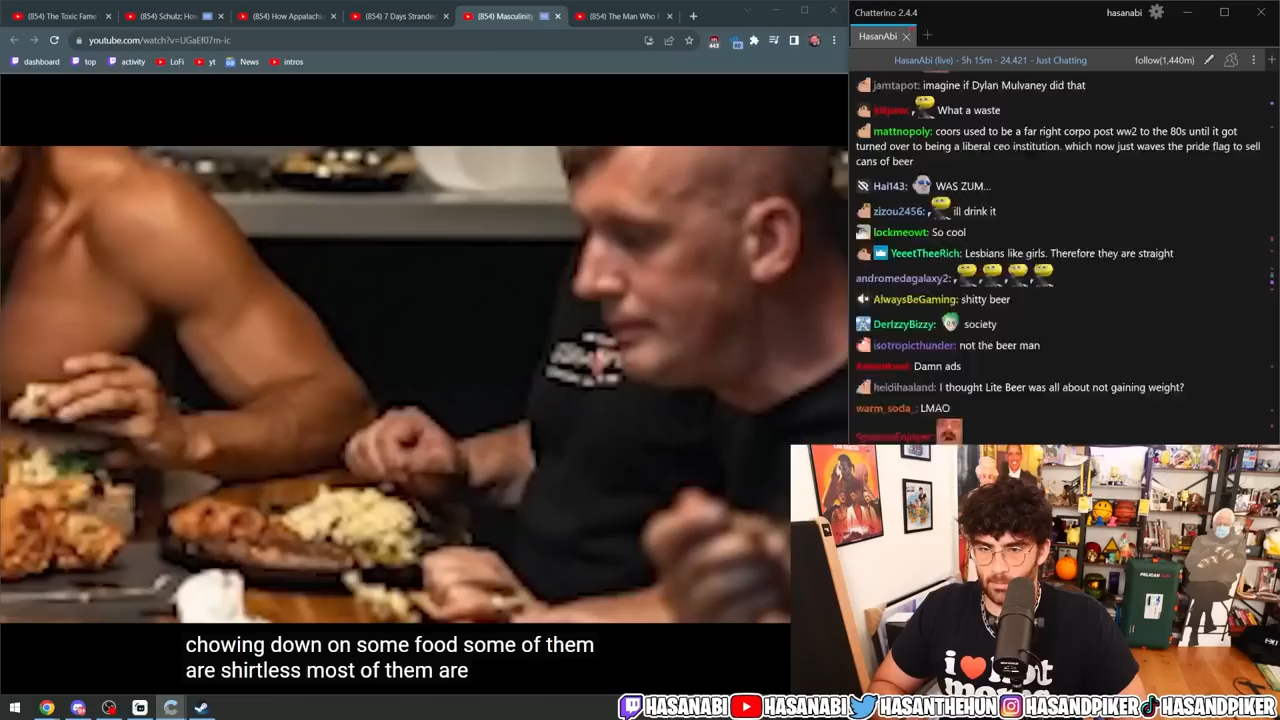 (854) The Toxic Fame
(854) Schulz: How
(854) How Appalachia
(854) 7 Days Stranded
(854) Masculinity
(854) The Man Who F
youtube.com/watch?v=UGaEf07m-ic
dashboard
top
activity
LoFi
yt
News
intros
Chatterino 2.4.4
hasanabi
HasanAbi
HasanAbi (live) - 5h 15m - 24.421 - Just Chatting
follow(1,440m)
jamtapot: imagine if Dylan Mulvaney did that
What a waste
mattnopoly: coors used to be a far right corpo post ww2 to the 80s until it got
turned over to being a liberal ceo institution. which now just waves the pride flag to sell
cans of beer
Hai143: WAS ZUM...
zizou2456: ill drink it
lockmeowt: So cool
YeeetTheeRich: Lesbians like girls. Therefore they are straight
andromedagalaxy2:
AlwaysBeGaming: shitty beer
DerIzzyBizzy: society
isotropicthunder: not the beer man
Damn ads
heidihaaland: I thought Lite Beer was all about not gaining weight?
warm_soda_: LMAO
PELICAN
I
chowing down on some food some of them
are shirtless most of them are
HASANABI
HASANABI
HASANTHEHUN
HASANDPIKER
HASANDPIKER